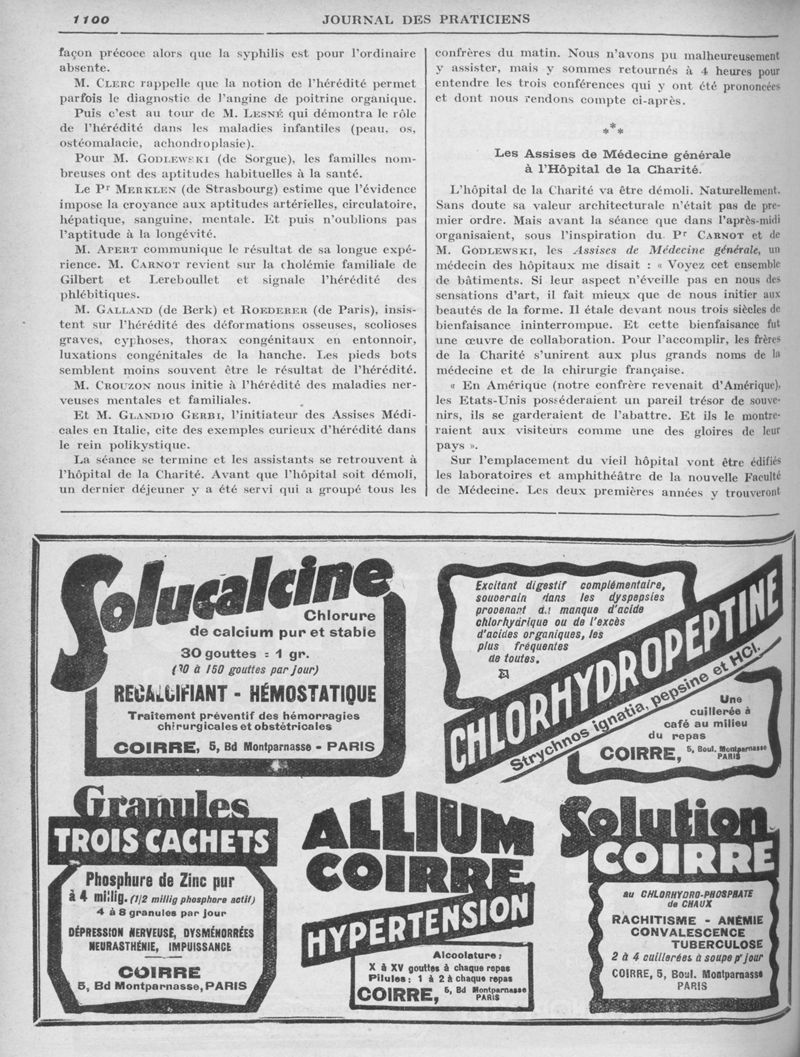 1100
JOURNAL DES PRATICIENS
façon précoce alors que la syphilis est pour l'ordinaire
absente.
M. CLERC rappelle que la notion de l'hérédité permet
parfois le diagnostic de l'angine de poitrine organique.
Puis c'est au tour de M. LESNÉ qui démontra le rôle
de l'hérédité dans les maladies infantiles (peau, os,
ostéomalacie, achondroplasie).
Pour M. GODLEWSKI (de Sorgue), les familles nom-
breuses ont des aptitudes habituelles à la santé.
Le Pr MERKLEN (de Strasbourg) estime que l'évidence
impose la croyance aux aptitudes artérielles, circulatoire,
hépatique, sanguine, mentale. Et puis n'oublions pas
l'aptitude à la longévité.
M. APERT communique le résultat de sa longue expé-
rience. M. CARNOT revient sur la cholémie familiale de
Gilbert et Lereboullet et signale l'hérédité des
phlébitiques.
M. GALLAND (de Berk) et ROEDERER (de Paris), insis-
tent sur l'hérédité des déformations osseuses, scolioses
graves, cyphoses, thorax congénitaux en entonnoir,
luxations congénitales de la hanche. Les pieds bots
semblent moins souvent être le résultat de l'hérédité.
M. CROUZON nous initie à l'hérédité des maladies ner-
veuses mentales et familiales.
Et M. GLANDIO GERBI, l'initiateur des Assises Médi-
cales en Italie, cite des exemples curieux d'hérédité dans
le rein polikystique.
La séance se termine et les assistants se retrouvent à
l'hôpital de la Charité. Avant que l'hôpital soit démoli,
un dernier déjeuner y a été servi qui a groupé tous les
confrères du matin. Nous n'avons pu malheureusement
y assister, mais y sommes retournés à 4 heures pour
entendre les trois conférences qui y ont été prononcées
et dont nous rendons compte ci-après.
***
Les Assises de Médecine générale
à l'Hôpital de la Charité.
L'hôpital de la Charité va être démoli. Naturellement.
Sans doute sa valeur architecturale n'était pas de pre-
mier ordre. Mais avant la séance que dans l'après-midi
organisaient, sous l'inspiration du Pr CARNOT et de
M. GODLEWSKI, les Assises de Médecine générale, un
médecin des hôpitaux me disait : « Voyez cet ensemble
de bâtiments. Si leur aspect n'éveille pas en nous des
sensations d'art, il fait mieux que de nous initier aux
beautés de la forme. Il étale devant nous trois siècles de
bienfaisance ininterrompue. Et cette bienfaisance fut
une œuvre de collaboration. Pour l'accomplir, les frères
de la Charité s'unirent aux plus grands noms de la
médecine et de la chirurgie française.
« En Amérique (notre confrère revenait d'Amérique),
les Etats-Unis posséderaient un pareil trésor de souve-
nirs, ils se garderaient de l'abattre. Et ils le montre-
raient aux visiteurs comme une des gloires de leur
pays ».
Sur l'emplacement du vieil hôpital vont être édifiés
les laboratoires et amphithéâtre de la nouvelle Faculté
de Médecine. Les deux premières années y trouveront
Solucalcine
Chlorure
de calcium pur et stable
30 gouttes = 1 gr.
à 150 gouttes par jour)
RECALCIFIANT - HÉMOSTATIQUE
Traitement préventif des hémorragies
chirurgicales et obstétricales
COIRRE, 5, Bd Montparnasse - PARIS
Excitant digestif complémentaire,
souverain dans les dyspepsies
provenant du manque d'acide
chlorhydrique ou de l'excès
d'acides organiques, les
plus fréquentes
de toutes.
CHLORHYDROPEPTINE
Strychnos ignatia, pepsine et HCl.
Une
cuillerée à
café au milieu
du repas
COIRRE, 5, Boul. Montparnasse
PARIS
Granules
TROIS CACHETS
Phosphure de Zinc pur
à 4 millig. (1/2 millig phosphore actif)
4 à 8 granules par jour
DÉPRESSION NERVEUSE, DYSMÉNORRÉES
NEURASTHÉNIE, IMPUISSANCE
COIRRE
5, Bd Montparnasse, PARIS
ALLIUM
COIRRE
HYPERTENSION
Alcoolature :
X à XV gouttes à chaque repas
Pilules : 1 à 2 à chaque repas
COIRRE, 5, Bd Montparnasse
PARIS
Solution
COIRRE
au CHLORHYDRO-PHOSPHATE
de CHAUX
RACHITISME - ANÉMIE
CONVALESCENCE
TUBERCULOSE
2 à 4 cuillerées à soupe pr jour
COIRRE, 5, Boul. Montparnasse
PARIS